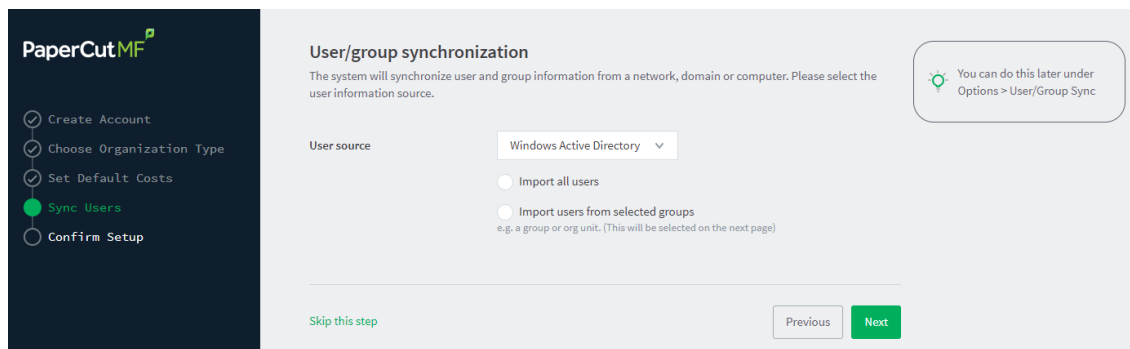 PaperCutMF
Create Account
Choose Organization Type
Set Default Costs
Sync Users
Confirm Setup
User/group synchronization
The system will synchronize user and group information from a network, domain or computer. Please select the
user information source.
User source
Windows Active Directory
Import all users
Import users from selected groups
e.g. a group or org unit. (This will be selected on the next page)
Skip this step
Previous
Next
You can do this later under
Options > User/Group Sync